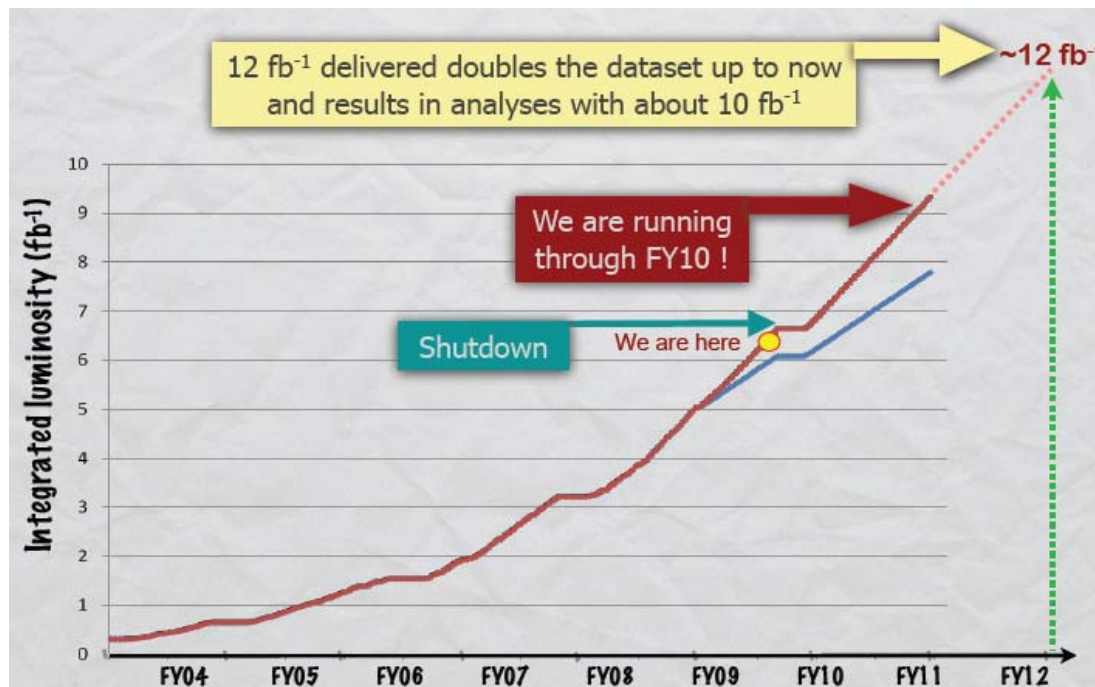 12 fb-1 delivered doubles the dataset up to now
and results in analyses with about 10 fb-1
~12 fb-1
10
9
8
7
6
5
4
3
2
1
0
Integrated luminosity (fb-1)
We are running
through FY10 !
Shutdown
We are here
FY04 FY05 FY06 FY07 FY08 FY09 FY10 FY11 FY12